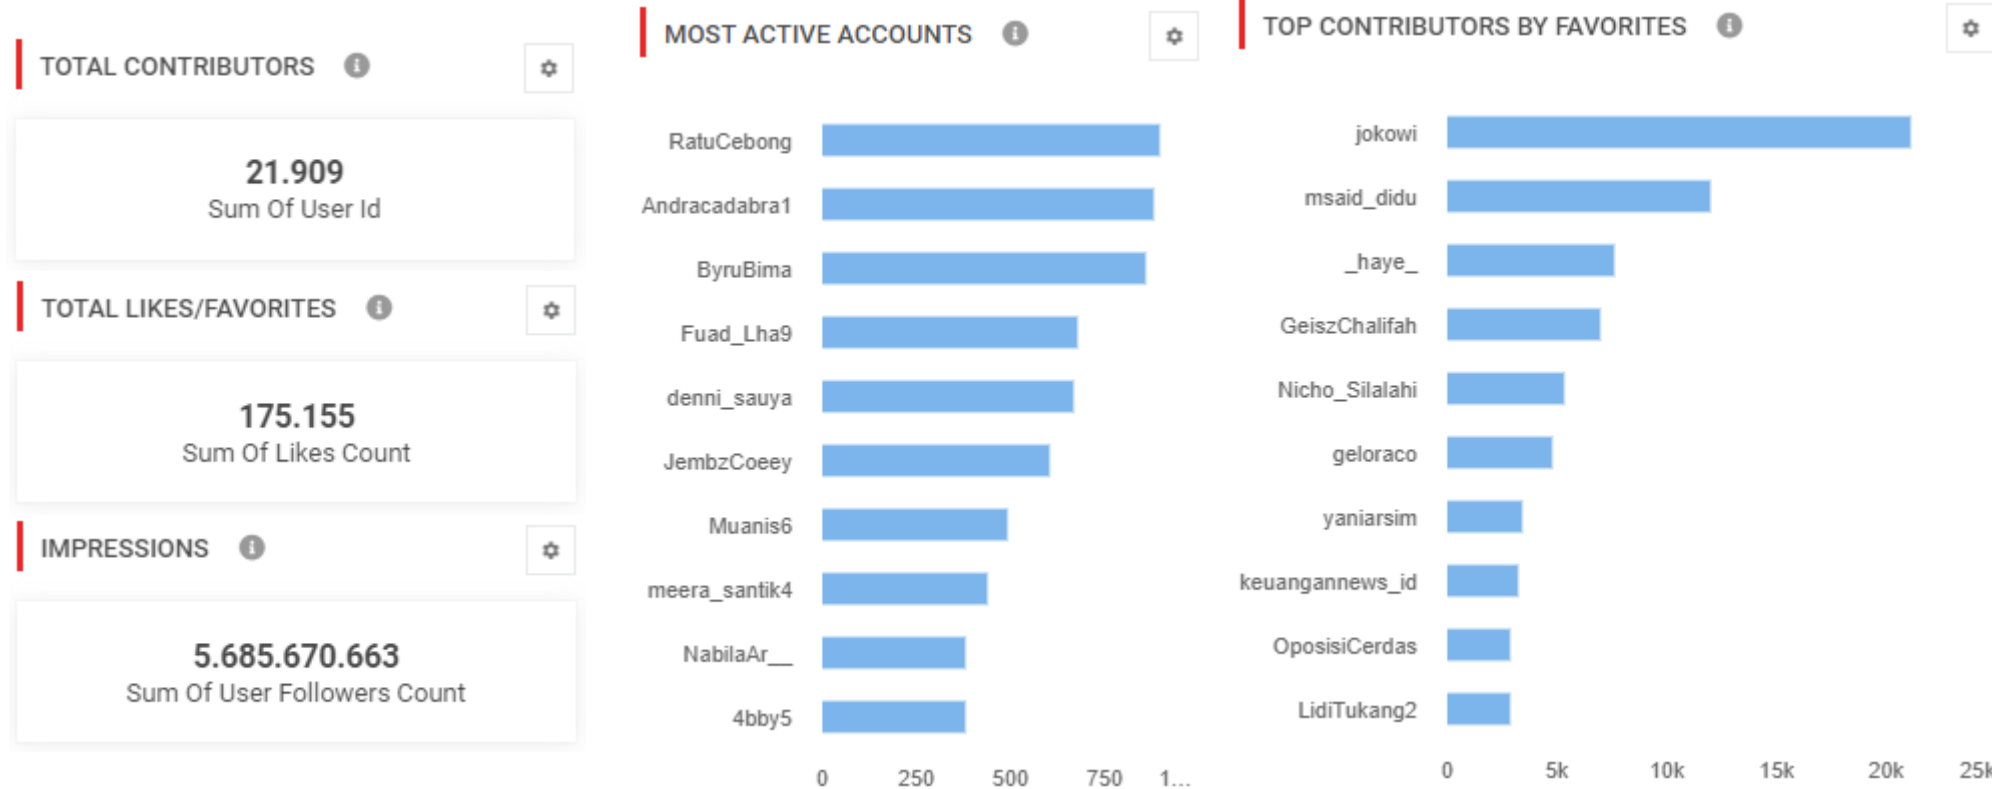 TOTAL CONTRIBUTORS
21.909
Sum Of User Id
TOTAL LIKES/FAVORITES
175.155
Sum Of Likes Count
IMPRESSIONS
5.685.670.663
Sum Of User Followers Count
MOST ACTIVE ACCOUNTS
RatuCebong
Andracadabra1
ByruBima
Fuad_Lha9
denni_sauya
JembzCoeey
Muanis6
meera_santik4
NabilaAr__
4bby5
0 250 500 750 1...
TOP CONTRIBUTORS BY FAVORITES
jokowi
msaid_didu
_haye_
GeiszChalifah
Nicho_Silalahi
geloraco
yaniarsim
keuangannews_id
OposisiCerdas
LidiTukang2
0 5k 10k 15k 20k 25k